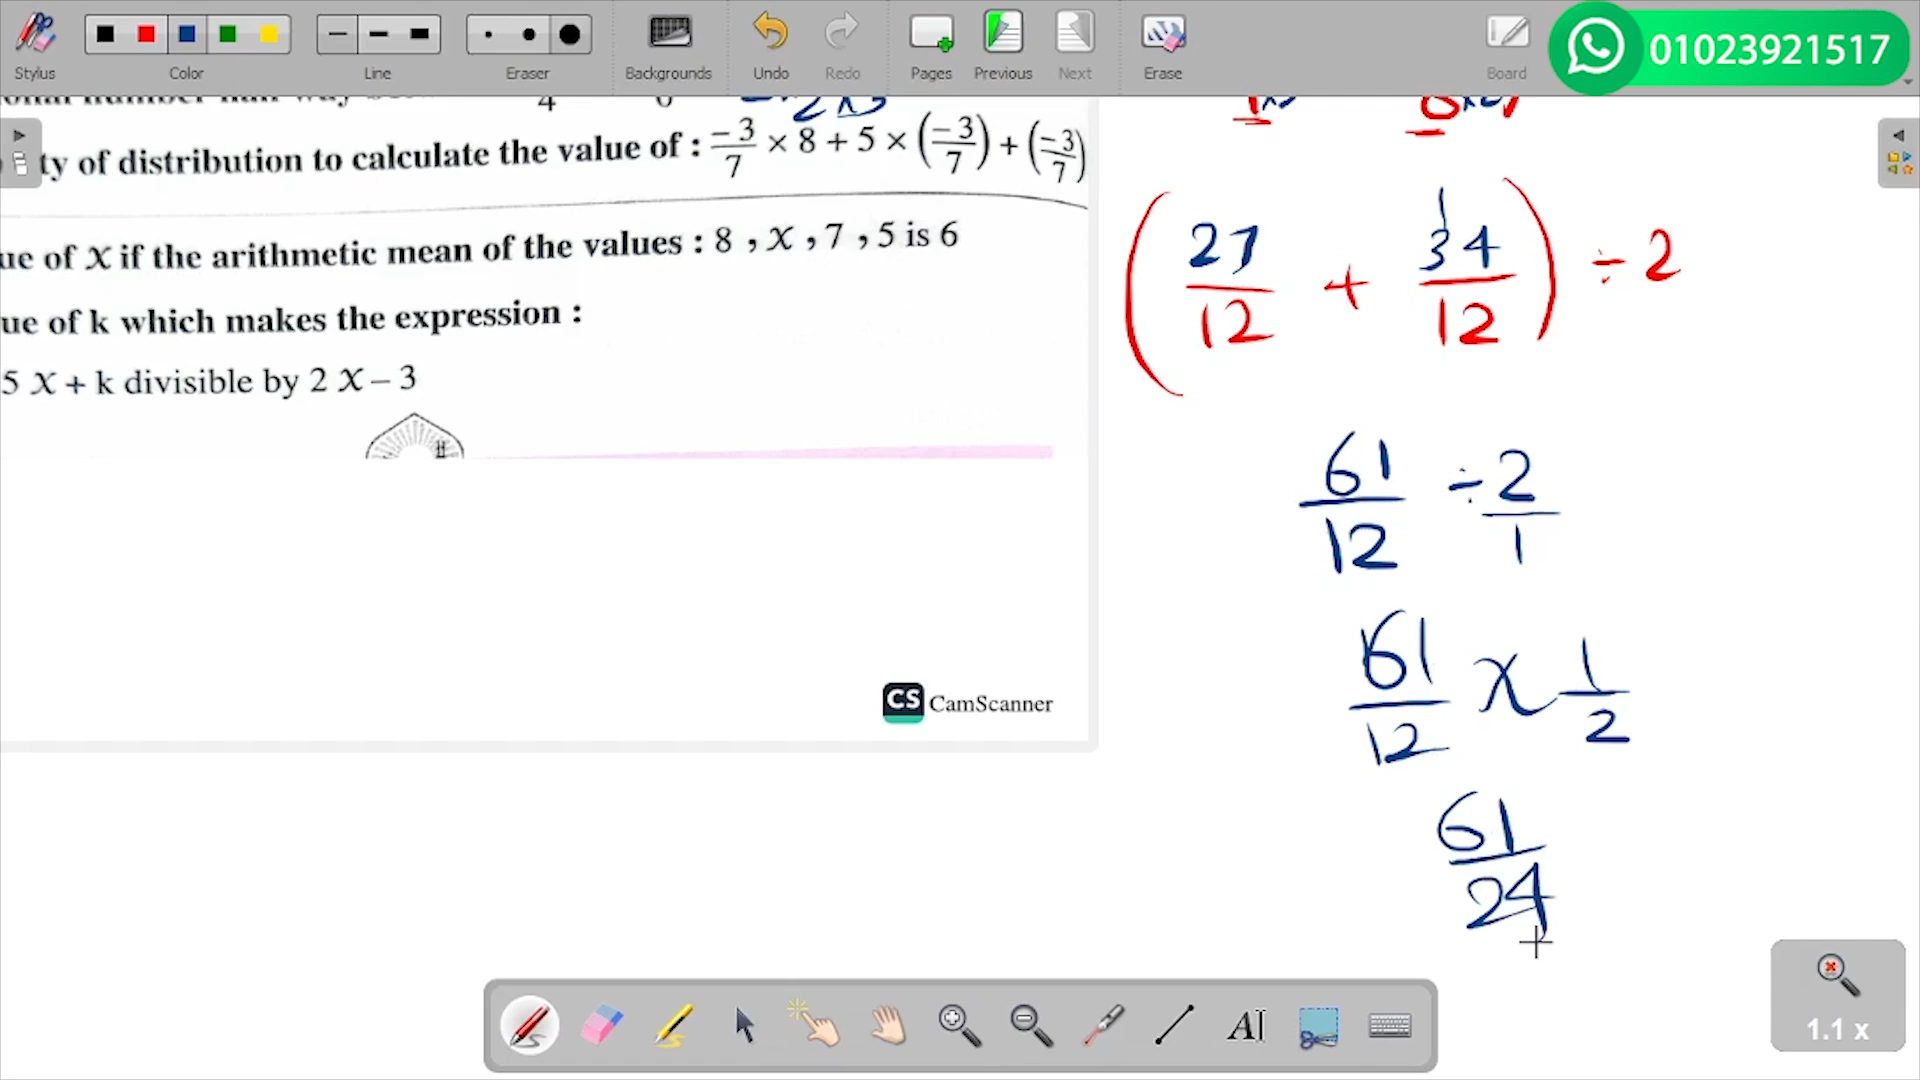 Stylus Color Line Eraser Backgrounds Undo Redo Pages Previous Next Erase Board
01023921517
4
ty of distribution to calculate the value of : -3/7 × 8 + 5 × (-3/7) + (-3/7)
ue of X if the arithmetic mean of the values : 8 , X , 7 , 5 is 6
ue of k which makes the expression :
5 X + k divisible by 2 X – 3
CS CamScanner
(27/12 + 34/12) ÷ 2
1
61/12 ÷ 2/1
61/12 x 1/2
61/24
1.1 x